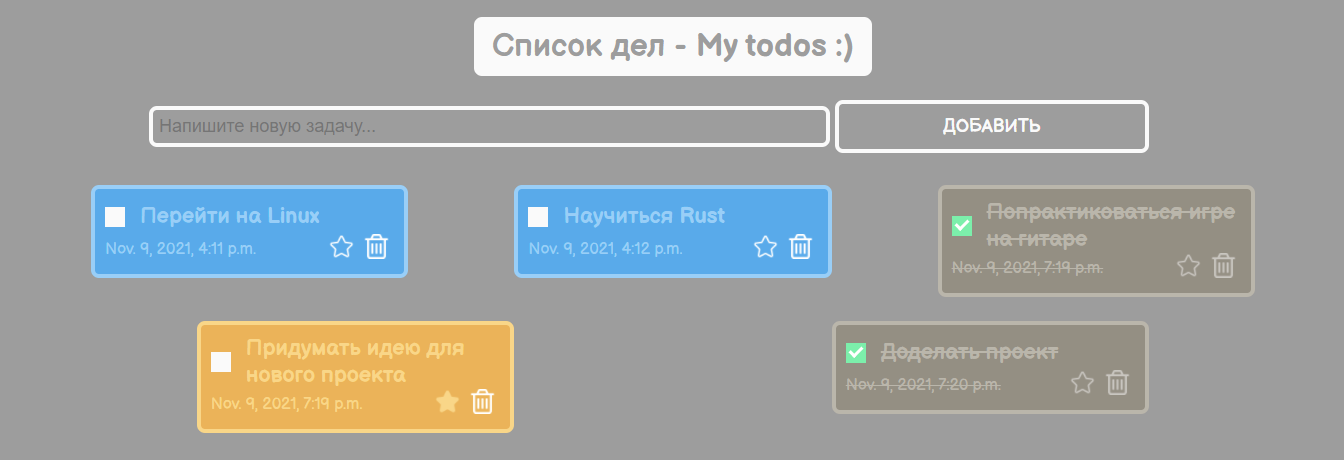 Список дел - My todos :)
Напишите новую задачу...
ДОБАВИТЬ
Перейти на Linux
Nov. 9, 2021, 4:11 p.m.
Научиться Rust
Nov. 9, 2021, 4:12 p.m.
Попрактиковаться игре
на гитаре
Nov. 9, 2021, 7:19 p.m.
Придумать идею для
нового проекта
Nov. 9, 2021, 7:19 p.m.
Доделать проект
Nov. 9, 2021, 7:20 p.m.